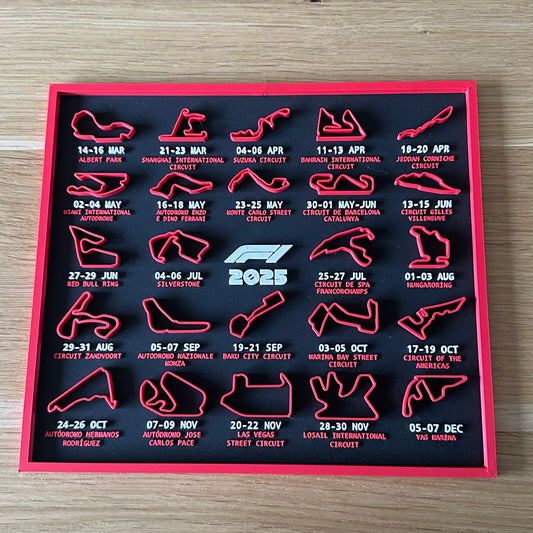 14-16 MAR
ALBERT PARK
21-23 MAR
SHANGHAI INTERNATIONAL
CIRCUIT
04-06 APR
SUZUKA CIRCUIT
11-13 APR
BAHRAIN INTERNATIONAL
CIRCUIT
18-20 APR
JEDDAH CORNICHE
CIRCUIT
02-04 MAY
MIAMI INTERNATIONAL
AUTODROME
16-18 MAY
AUTODROMO ENZO
E DINO FERRARI
23-25 MAY
MONTE CARLO STREET
CIRCUIT
30-01 MAY-JUN
CIRCUIT DE BARCELONA
CATALUNYA
13-15 JUN
CIRCUIT GILLES
VILLENEUVE
27-29 JUN
RED BULL RING
04-06 JUL
SILVERSTONE
F1
2025
25-27 JUL
CIRCUIT DE SPA
FRANCORCHAMPS
01-03 AUG
HUNGARORING
29-31 AUG
CIRCUIT ZANDVOORT
05-07 SEP
AUTODROMO NAZIONALE
MONZA
19-21 SEP
BAKU CITY CIRCUIT
03-05 OCT
MARINA BAY STREET
CIRCUIT
17-19 OCT
CIRCUIT OF THE
AMERICAS
24-26 OCT
AUTÓDROMO HERMANOS
RODRÍGUEZ
07-09 NOV
AUTÓDROMO JOSE
CARLOS PACE
20-22 NOV
LAS VEGAS
STREET CIRCUIT
28-30 NOV
LOSAIL INTERNATIONAL
CIRCUIT
05-07 DEC
YAS MARINA